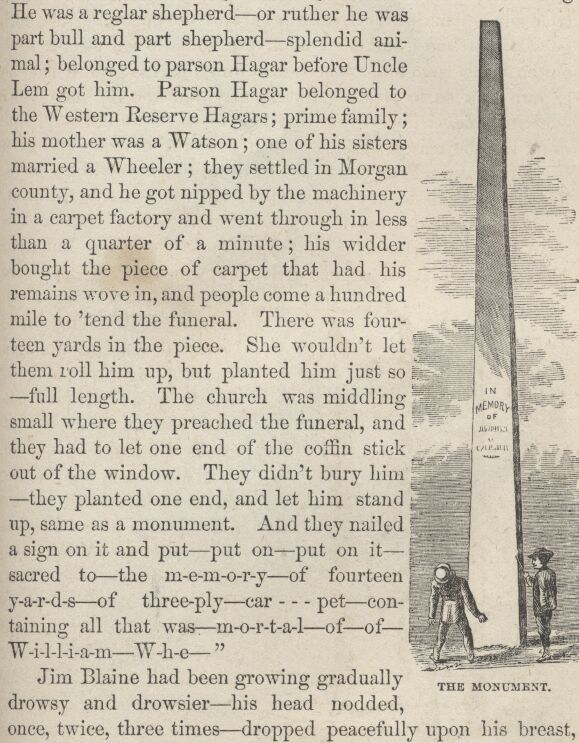 He was a reglar shepherd—or ruther he was
part bull and part shepherd—splendid ani-
mal; belonged to parson Hagar before Uncle
Lem got him. Parson Hagar belonged to
the Western Reserve Hagars; prime family;
his mother was a Watson; one of his sisters
married a Wheeler; they settled in Morgan
county, and he got nipped by the machinery
in a carpet factory and went through in less
than a quarter of a minute; his widder
bought the piece of carpet that had his
remains wove in, and people come a hundred
mile to ’tend the funeral. There was four-
teen yards in the piece. She wouldn’t let
them roll him up, but planted him just so
—full length. The church was middling
small where they preached the funeral, and
they had to let one end of the coffin stick
out of the window. They didn’t bury him
—they planted one end, and let him stand
up, same as a monument. And they nailed
a sign on it and put—put on—put on it—
sacred to—the m-e-m-o-r-y—of fourteen
y-a-r-d-s—of three-ply—car - - - pet—con-
taining all that was—m-o-r-t-a-l—of—of—
W-i-l-l-i-a-m—W-h-e—”
Jim Blaine had been growing gradually
drowsy and drowsier—his head nodded,
once, twice, three times—dropped peacefully upon his breast,
IN
MEMORY
OF
THE MONUMENT.